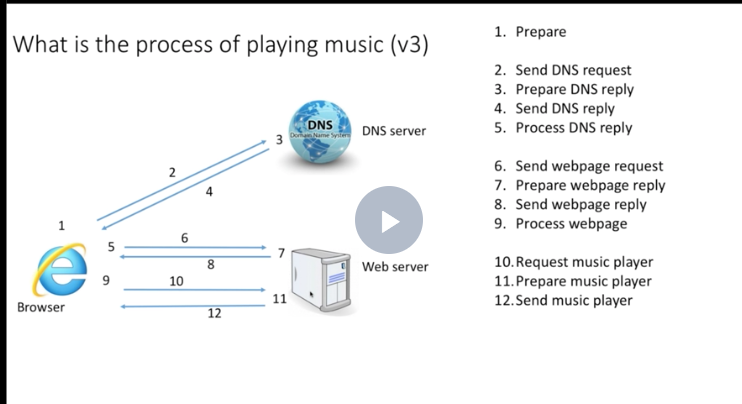 What is the process of playing music (v3)
1. Prepare
2. Send DNS request
3. Prepare DNS reply
4. Send DNS reply
5. Process DNS reply
6. Send webpage request
7. Prepare webpage reply
8. Send webpage reply
9. Process webpage
10. Request music player
11. Prepare music player
12. Send music player
DNS
Domain Name System
DNS server
3
2
4
1
5
6
7
8
Web server
9
10
11
12
Browser